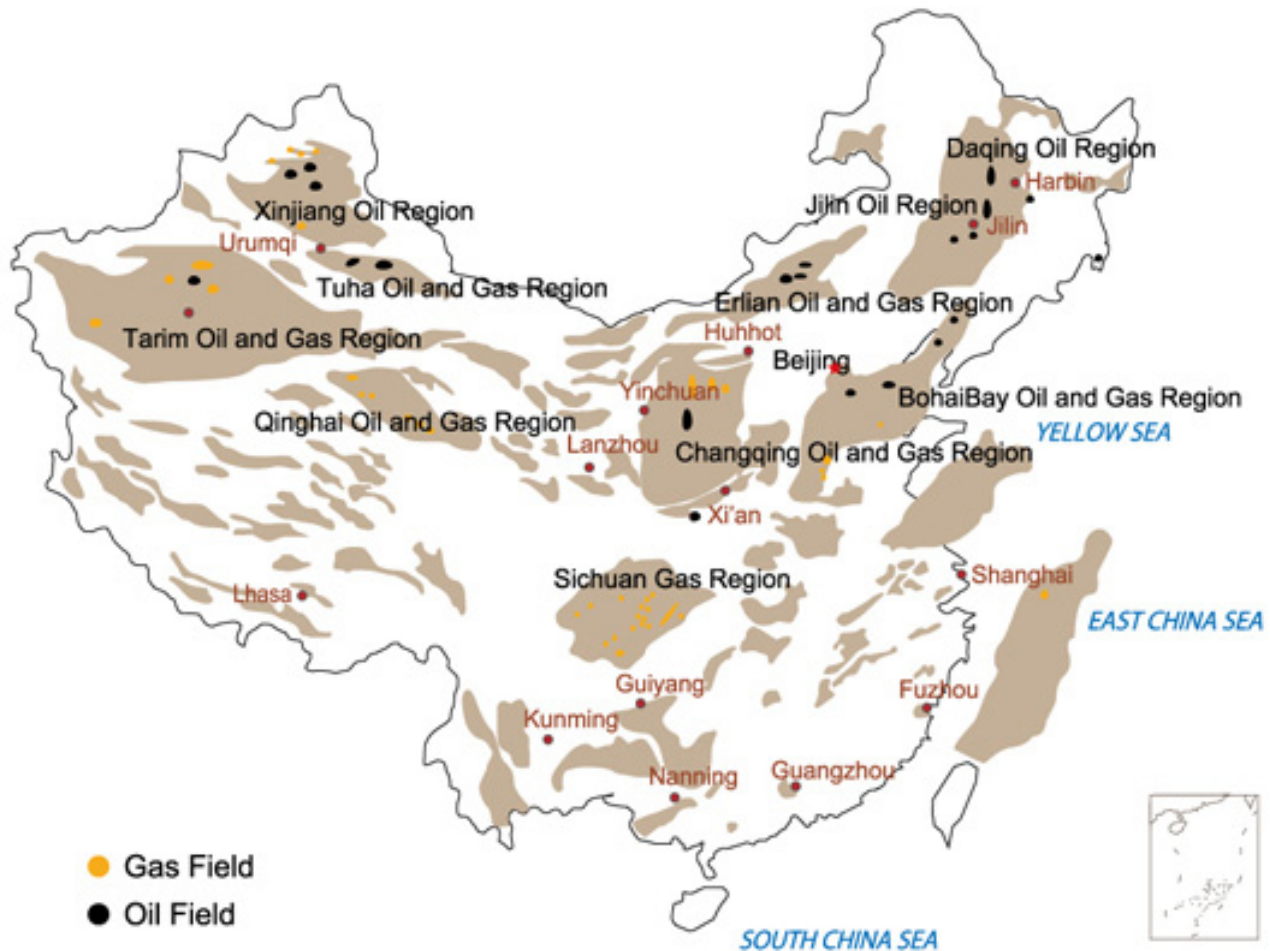 Daqing Oil Region
Harbin
Xinjiang Oil Region
Jilin Oil Region
Jilin
Urumqi
Tuha Oil and Gas Region
Erlian Oil and Gas Region
Tarim Oil and Gas Region
Huhhot
Beijing
Yinchuan
BohaiBay Oil and Gas Region
Qinghai Oil and Gas Region
YELLOW SEA
Lanzhou
Changqing Oil and Gas Region
Xi'an
Sichuan Gas Region
Shanghai
Lhasa
EAST CHINA SEA
Guiyang
Fuzhou
Kunming
Nanning
Guangzhou
Gas Field
Oil Field
SOUTH CHINA SEA